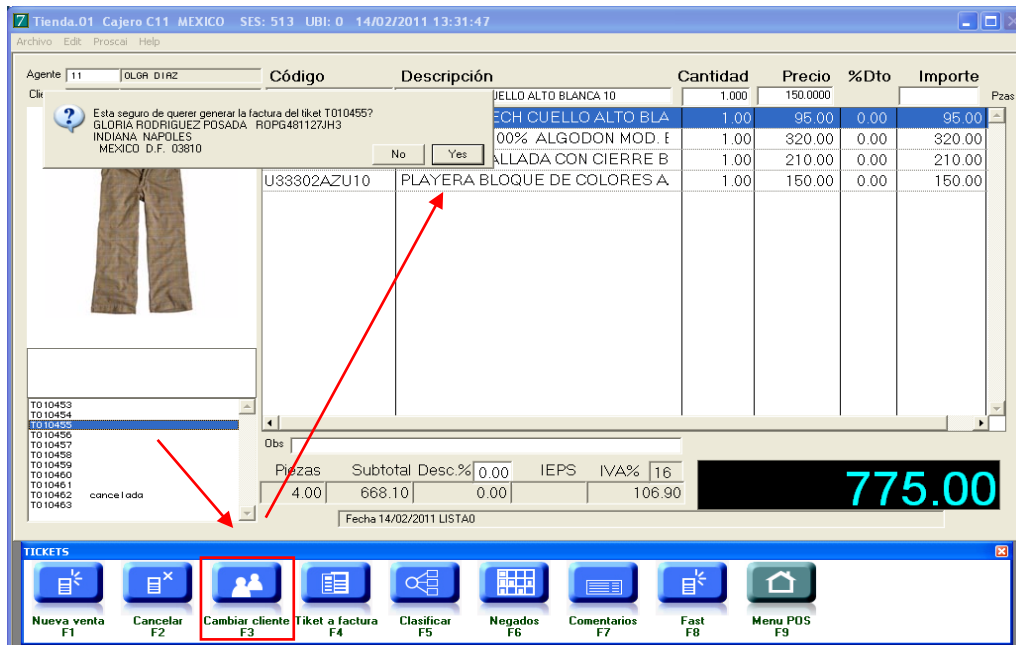 7 Tienda.01 Cajero C11 MEXICO SES: 513 UBI: 0 14/02/2011 13:31:47
Archivo Edit Proscai Help
Agente 11 OLGA DIAZ
Código Descripción Cantidad Precio %Dto Importe
CUELLO ALTO BLANCA 10 1.000 150.0000 Pzas
Esta seguro de querer generar la factura del tiket T010455?
GLORIA RODRIGUEZ POSADA ROPG481127JH3
INDIANA NAPOLES
MEXICO D.F. 03810
No Yes
ECH CUELLO ALTO BLA 1.00 95.00 0.00 95.00
00% ALGODON MOD. E 1.00 320.00 0.00 320.00
ALLADA CON CIERRE B 1.00 210.00 0.00 210.00
U33302AZU10 PLAYERA BLOQUE DE COLORES A 1.00 150.00 0.00 150.00
T010453
T010454
T010455
T010456
T010457
T010458
T010459
T010460
T010461
T010462 cancelada
T010463
Obs
Piezas Subtotal Desc.% 0.00 IEPS IVA% 16
4.00 668.10 0.00 106.90
775.00
Fecha 14/02/2011 LISTA0
TICKETS
Nueva venta F1
Cancelar F2
Cambiar cliente F3
Tiket a factura F4
Clasificar F5
Negados F6
Comentarios F7
Fast F8
Menu POS F9